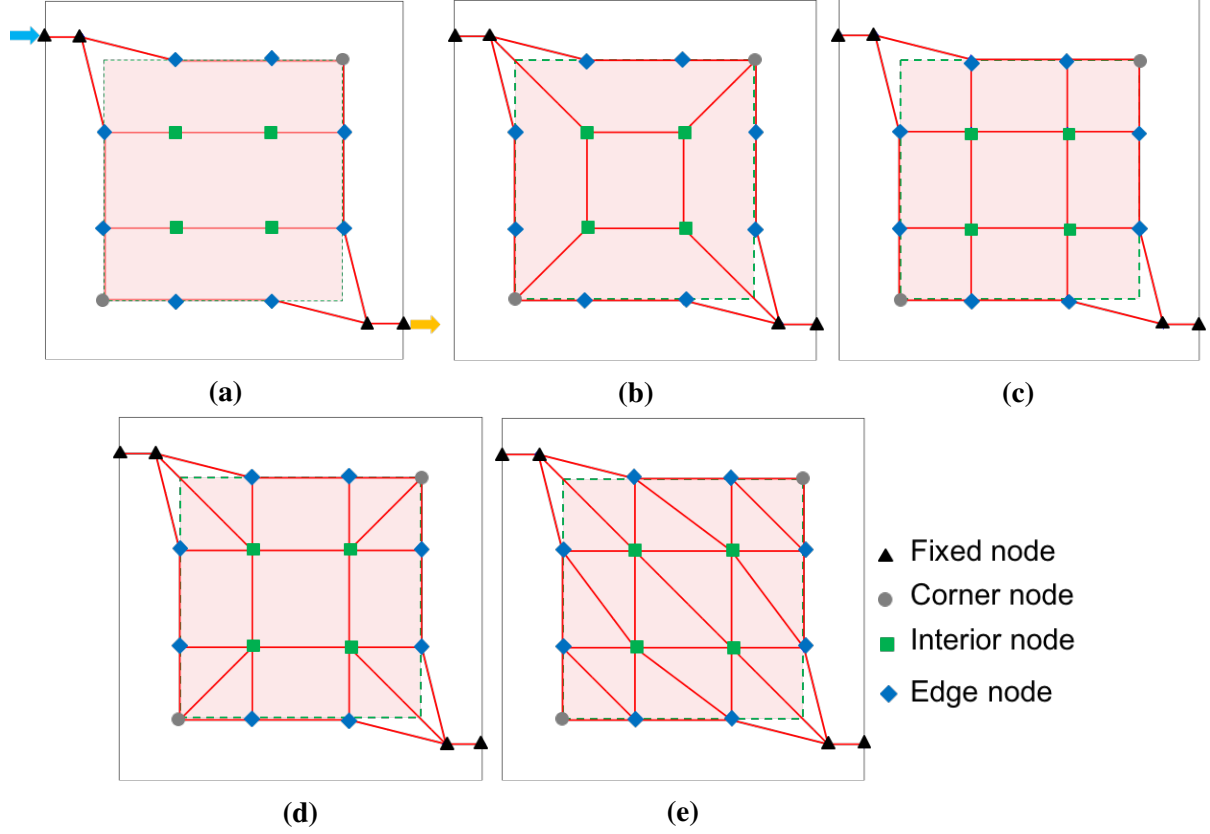 (a)
(b)
(c)
Fixed node
Corner node
Interior node
Edge node
(d)
(e)